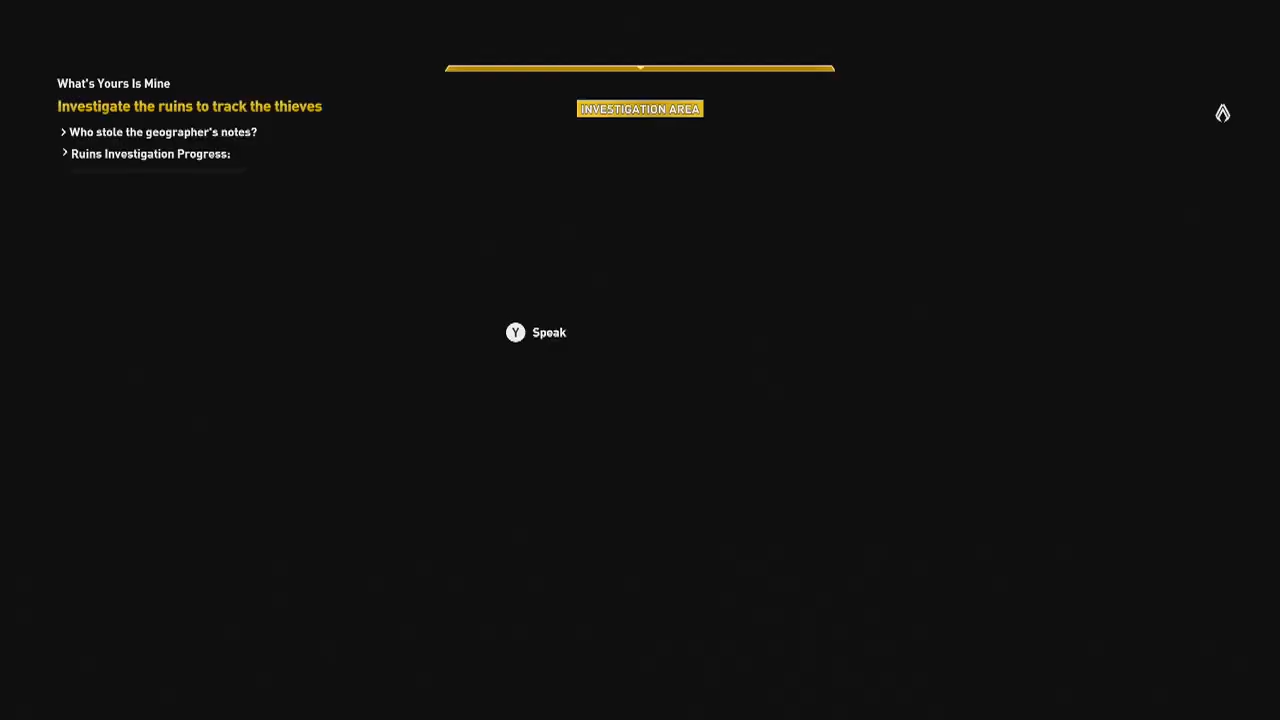 What's Yours Is Mine
Investigate the ruins to track the thieves
> Who stole the geographer's notes?
> Ruins Investigation Progress:
INVESTIGATION AREA
Y Speak